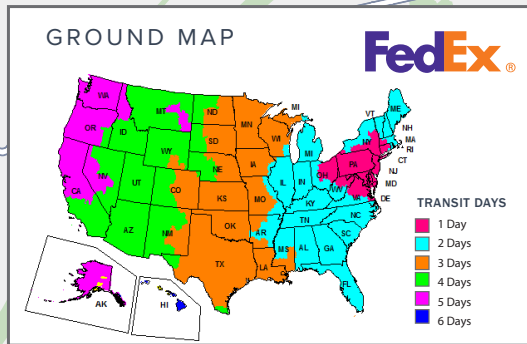 GROUND MAP
FedEx®
WA
MT
ND
MN
MI
VT
ME
OR
ID
SD
WI
NY
NH
MA
RI
WY
MI
CT
NV
NE
IA
PA
NJ
CA
UT
CO
IL
IN
OH
MD
KS
MO
WV
VA
DE
KY
AZ
NM
OK
AR
TN
NC
SC
MS
AL
GA
TX
LA
FL
AK
HI
TRANSIT DAYS
1 Day
2 Days
3 Days
4 Days
5 Days
6 Days